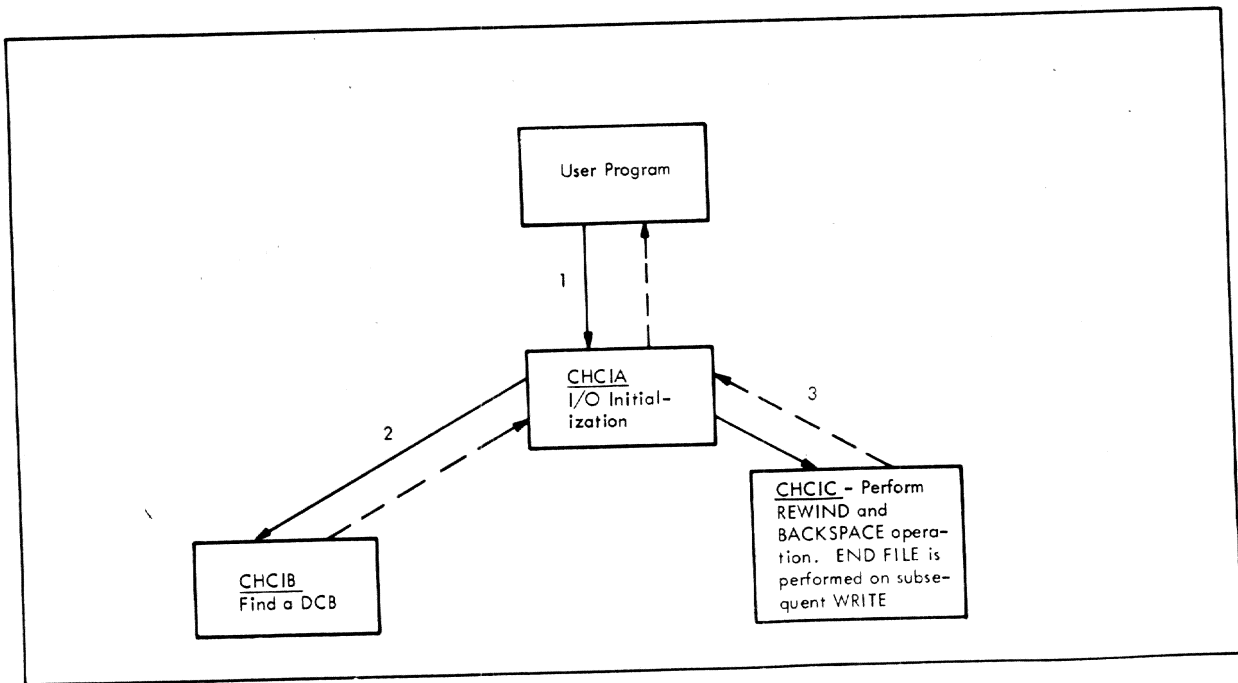 User Program
1
CHCIA
I/O Initial-
ization
3
2
CHCIC - Perform
REWIND and
BACKSPACE opera-
tion. END FILE is
performed on subse-
quent WRITE
CHCIB
Find a DCB